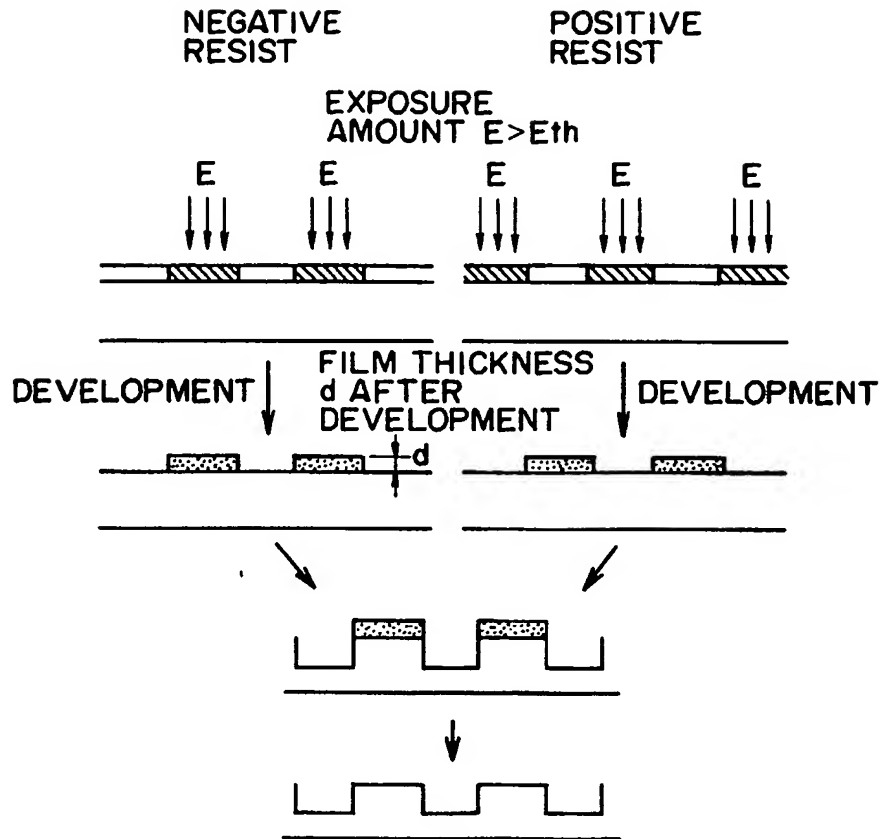 NEGATIVE
RESIST
POSITIVE
RESIST
EXPOSURE
AMOUNT E>Eth
E
E
E
E
E
DEVELOPMENT
FILM THICKNESS
d AFTER
DEVELOPMENT
DEVELOPMENT
d